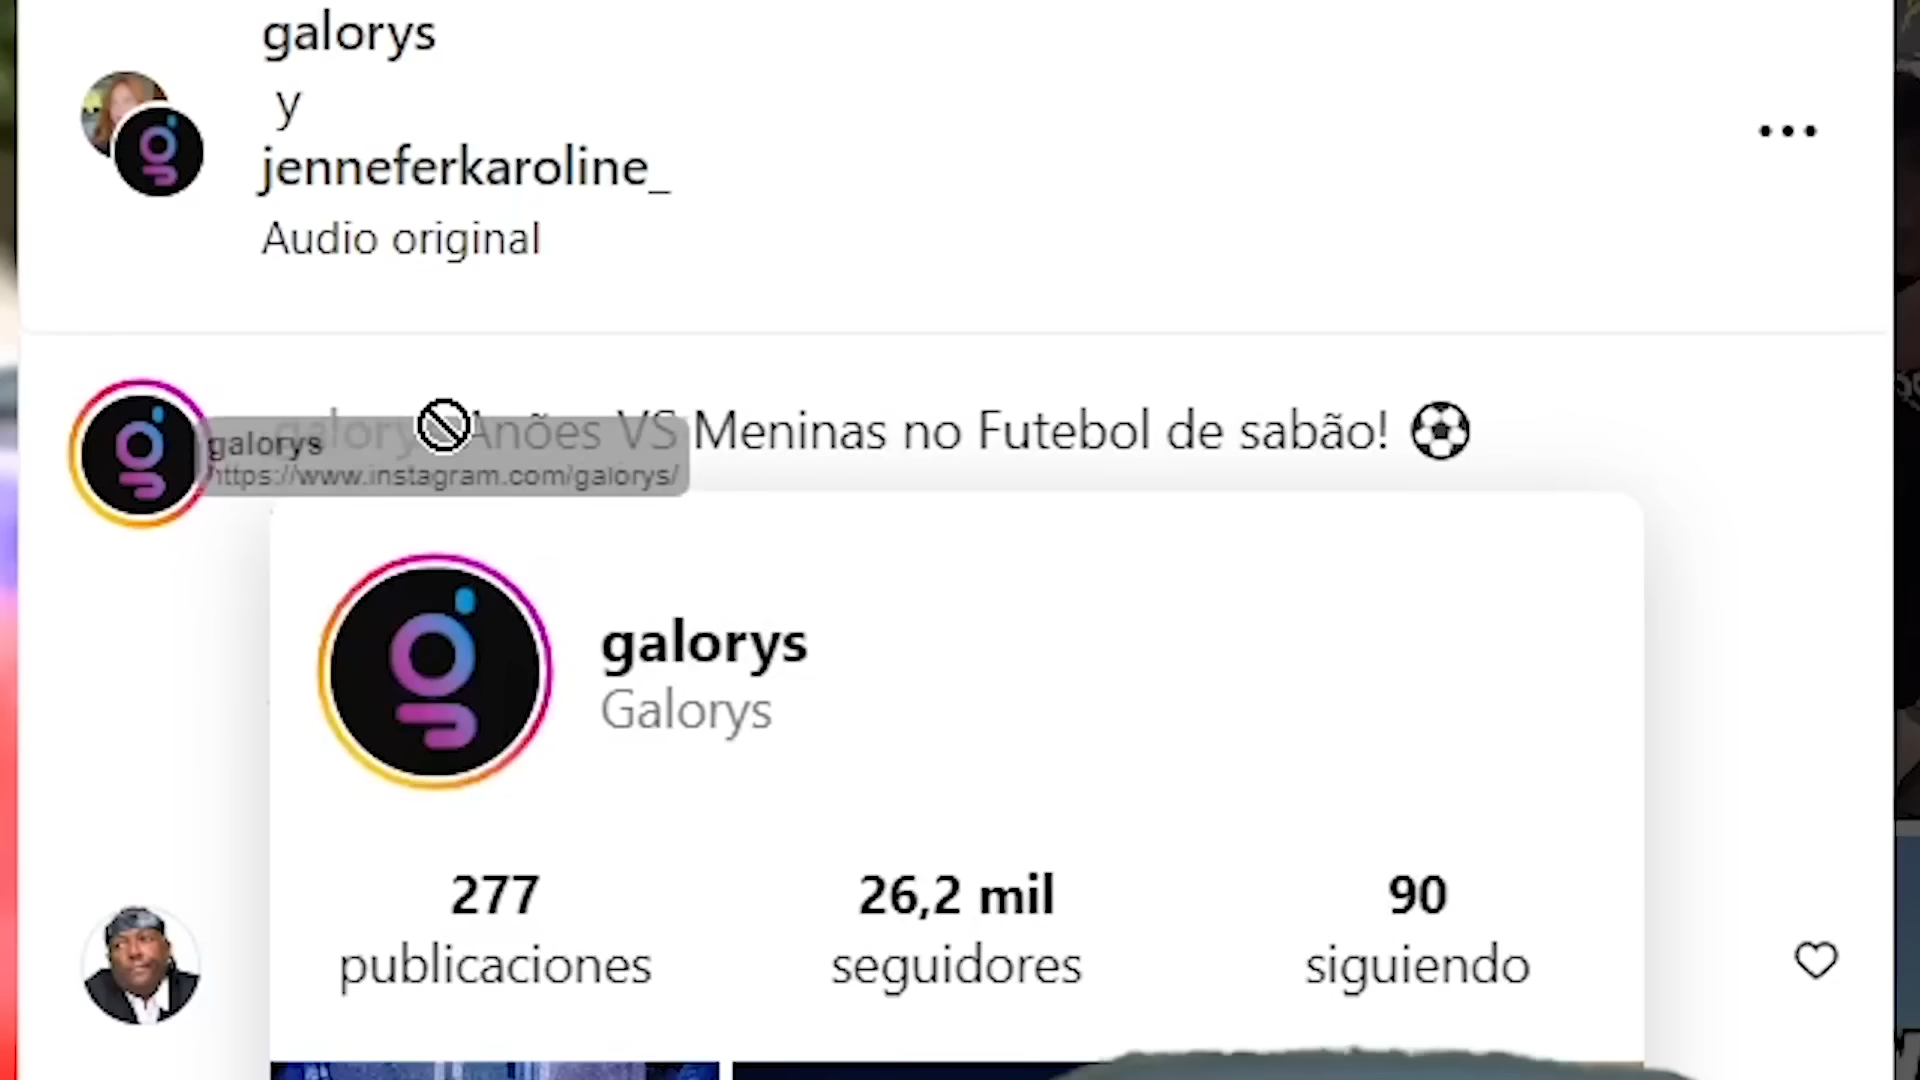 galorys
y
jenneferkaroline_
Audio original
galorys Anões VS Meninas no Futebol de sabão! ⚽
galorys
https://www.instagram.com/galorys/
galorys
Galorys
277
26,2 mil
90
publicaciones
seguidores
siguiendo